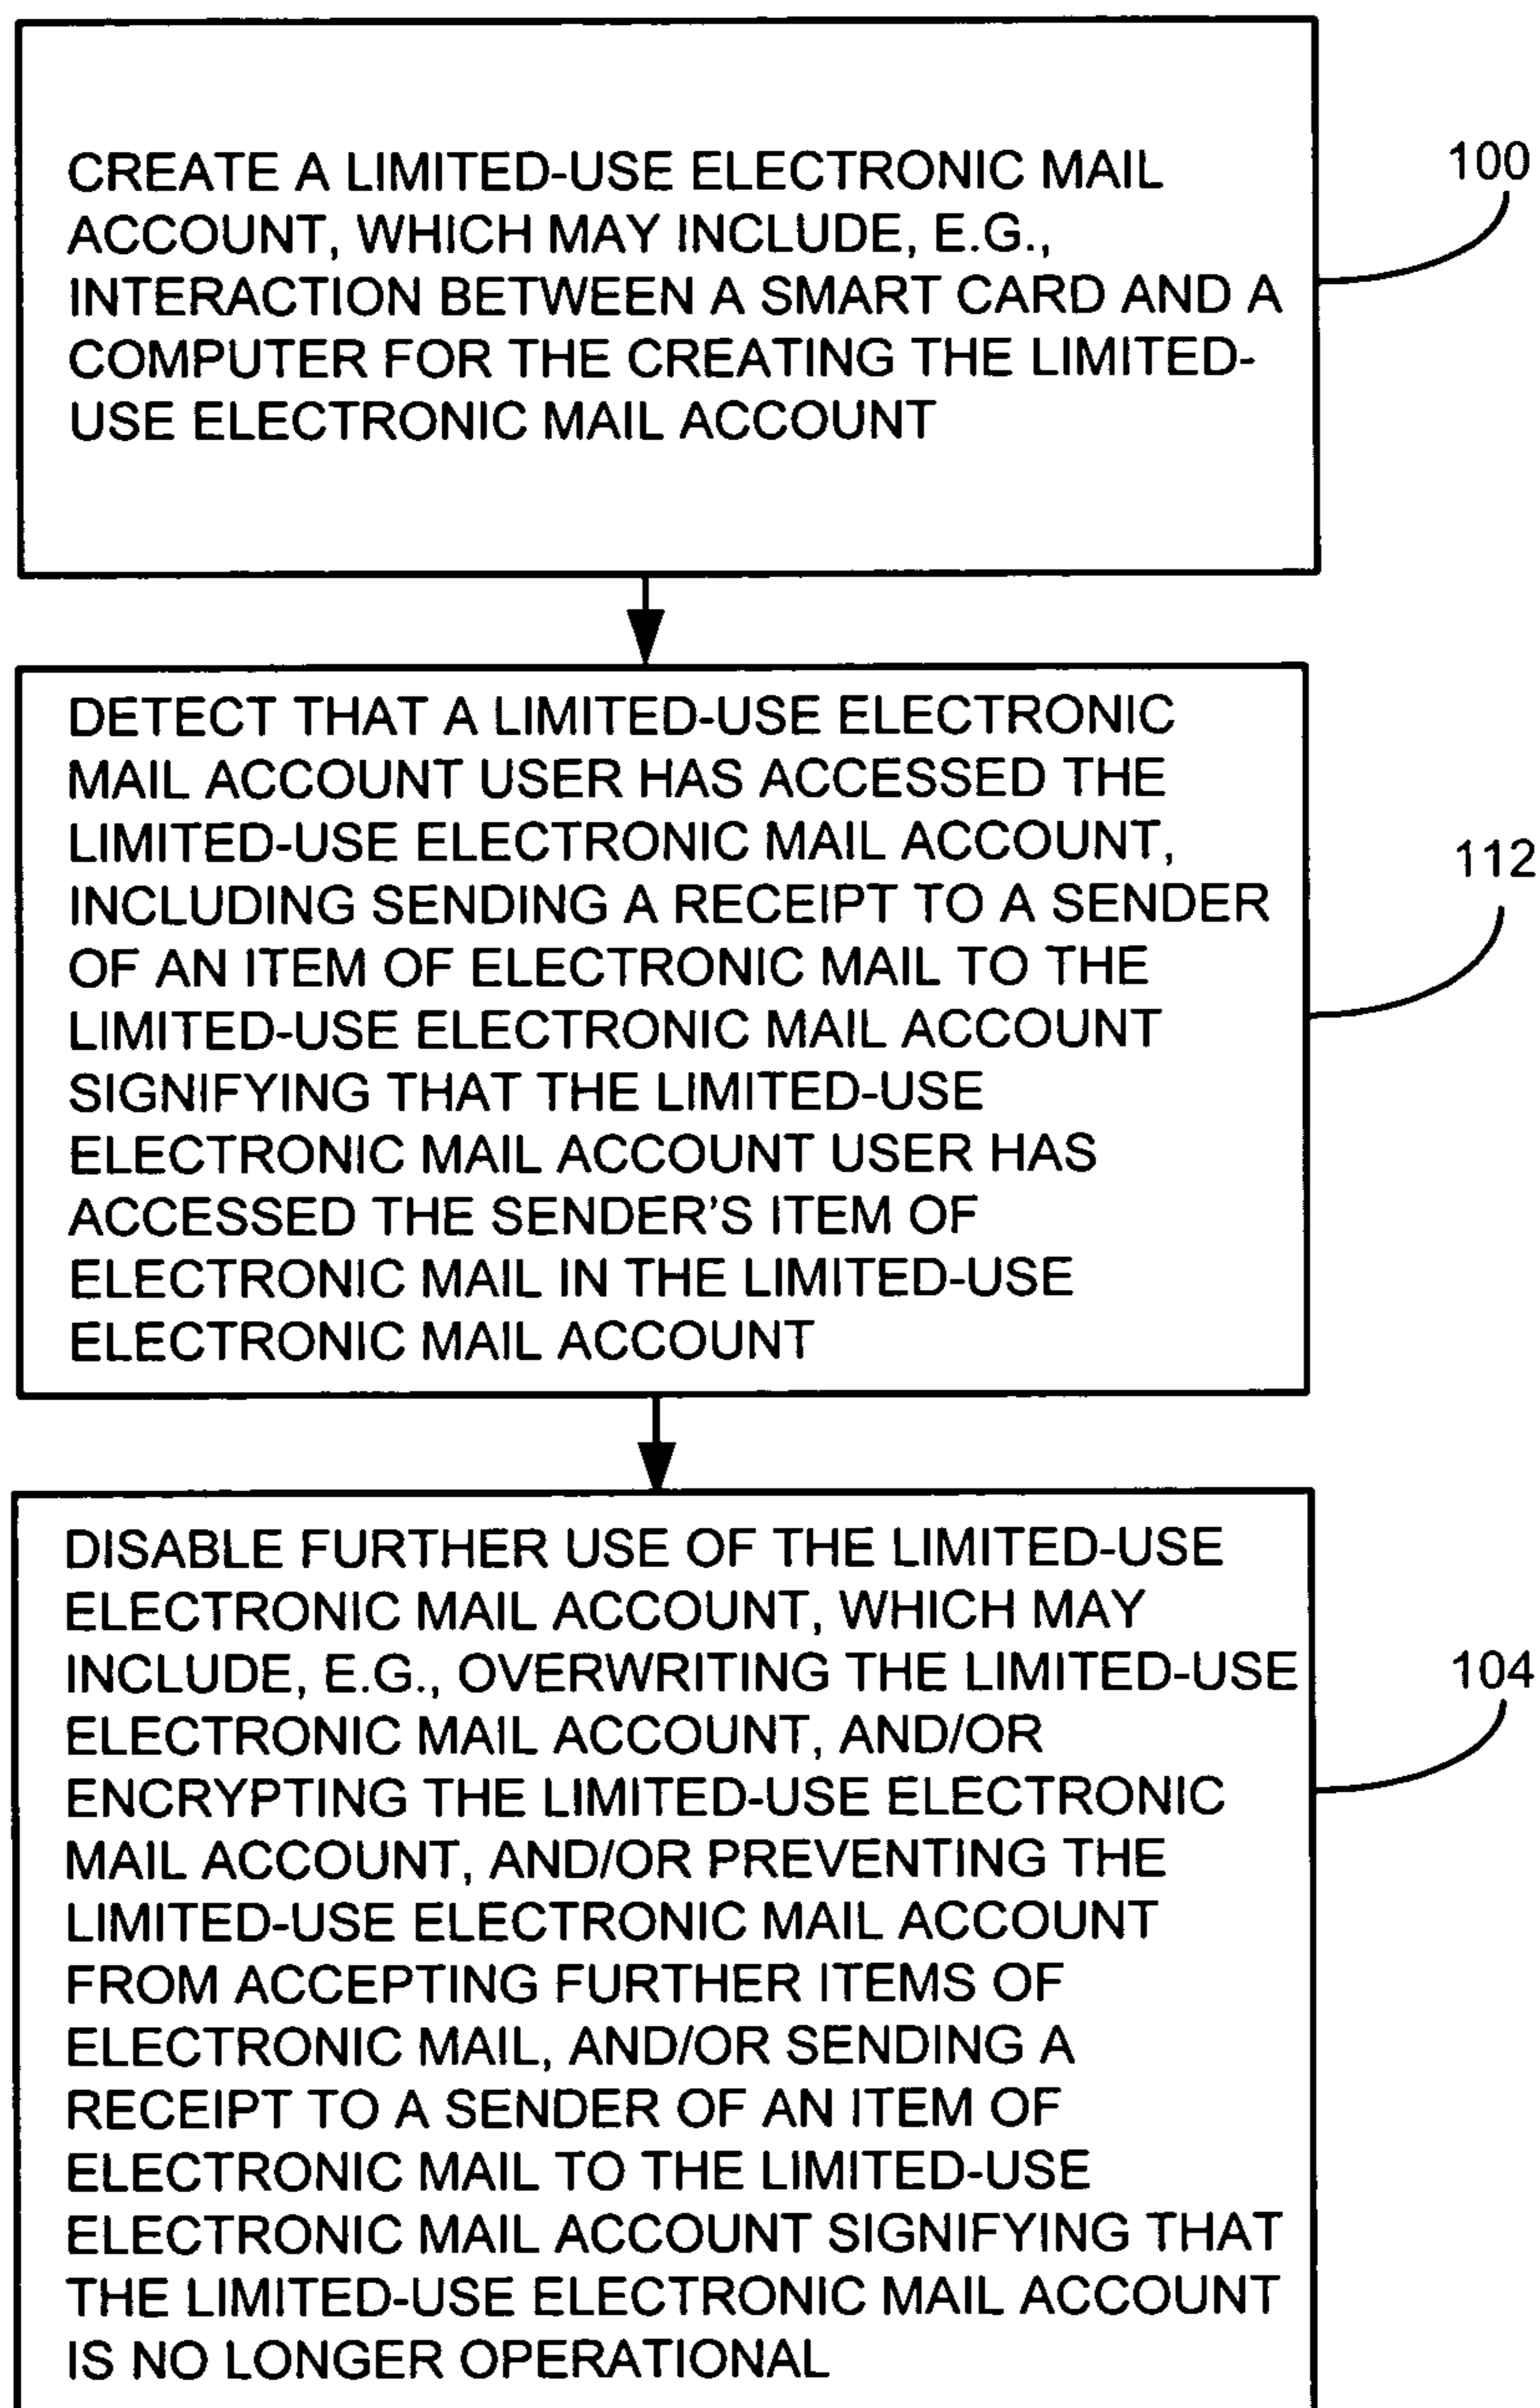 CREATE A LIMITED-USE ELECTRONIC MAIL
ACCOUNT, WHICH MAY INCLUDE, E.G.,
INTERACTION BETWEEN A SMART CARD AND A
COMPUTER FOR THE CREATING THE LIMITED-
USE ELECTRONIC MAIL ACCOUNT
100
DETECT THAT A LIMITED-USE ELECTRONIC
MAIL ACCOUNT USER HAS ACCESSED THE
LIMITED-USE ELECTRONIC MAIL ACCOUNT,
INCLUDING SENDING A RECEIPT TO A SENDER
OF AN ITEM OF ELECTRONIC MAIL TO THE
LIMITED-USE ELECTRONIC MAIL ACCOUNT
SIGNIFYING THAT THE LIMITED-USE
ELECTRONIC MAIL ACCOUNT USER HAS
ACCESSED THE SENDER'S ITEM OF
ELECTRONIC MAIL IN THE LIMITED-USE
ELECTRONIC MAIL ACCOUNT
112
DISABLE FURTHER USE OF THE LIMITED-USE
ELECTRONIC MAIL ACCOUNT, WHICH MAY
INCLUDE, E.G., OVERWRITING THE LIMITED-USE
ELECTRONIC MAIL ACCOUNT, AND/OR
ENCRYPTING THE LIMITED-USE ELECTRONIC
MAIL ACCOUNT, AND/OR PREVENTING THE
LIMITED-USE ELECTRONIC MAIL ACCOUNT
FROM ACCEPTING FURTHER ITEMS OF
ELECTRONIC MAIL, AND/OR SENDING A
RECEIPT TO A SENDER OF AN ITEM OF
ELECTRONIC MAIL TO THE LIMITED-USE
ELECTRONIC MAIL ACCOUNT SIGNIFYING THAT
THE LIMITED-USE ELECTRONIC MAIL ACCOUNT
IS NO LONGER OPERATIONAL
104